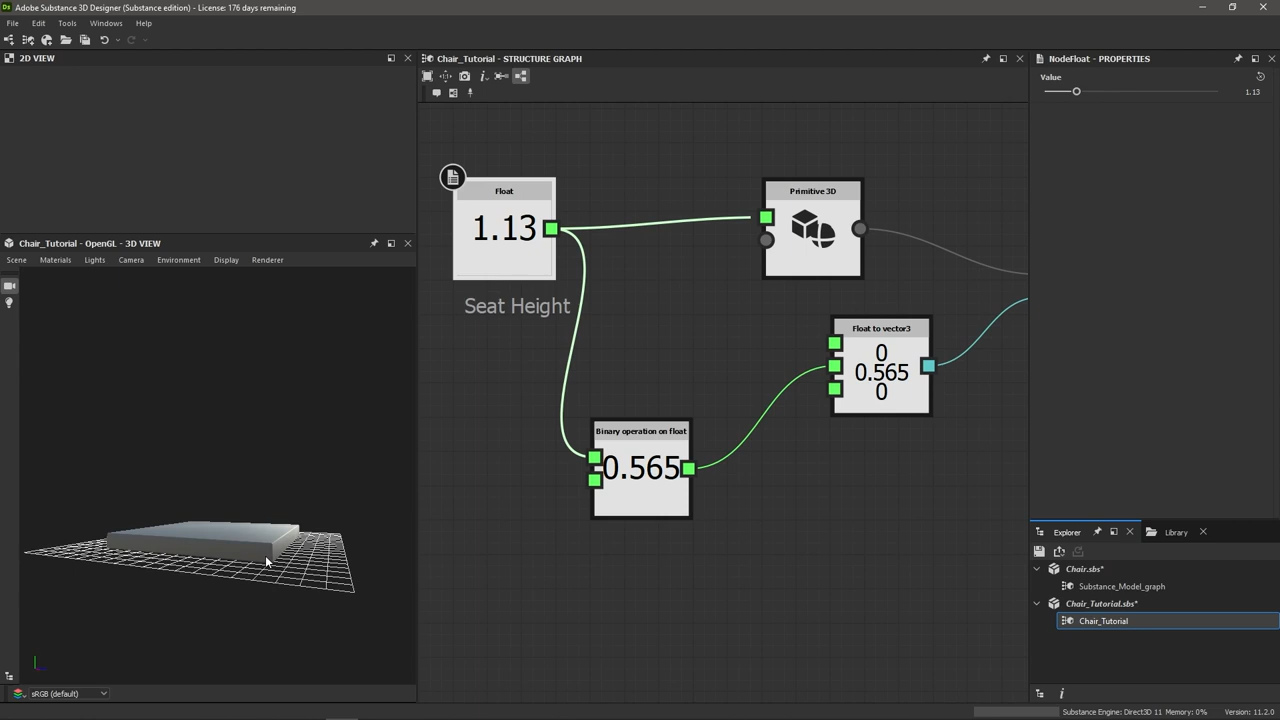 Ds Adobe Substance 3D Designer (Substance edition) - License: 176 days remaining
File Edit Tools Windows Help
2D VIEW
Chair_Tutorial - OpenGL - 3D VIEW
Scene Materials Lights Camera Environment Display Renderer
sRGB (default)
Chair_Tutorial - STRUCTURE GRAPH
Float
1.13
Seat Height
Primitive 3D
Float to vector3
0
0.565
0
Binary operation on float
0.565
NodeFloat - PROPERTIES
Value
1.13
Explorer Library
Chair.sbs*
Substance_Model_graph
Chair_Tutorial.sbs*
Chair_Tutorial
Substance Engine: Direct3D 11 Memory: 0% Version: 11.2.0